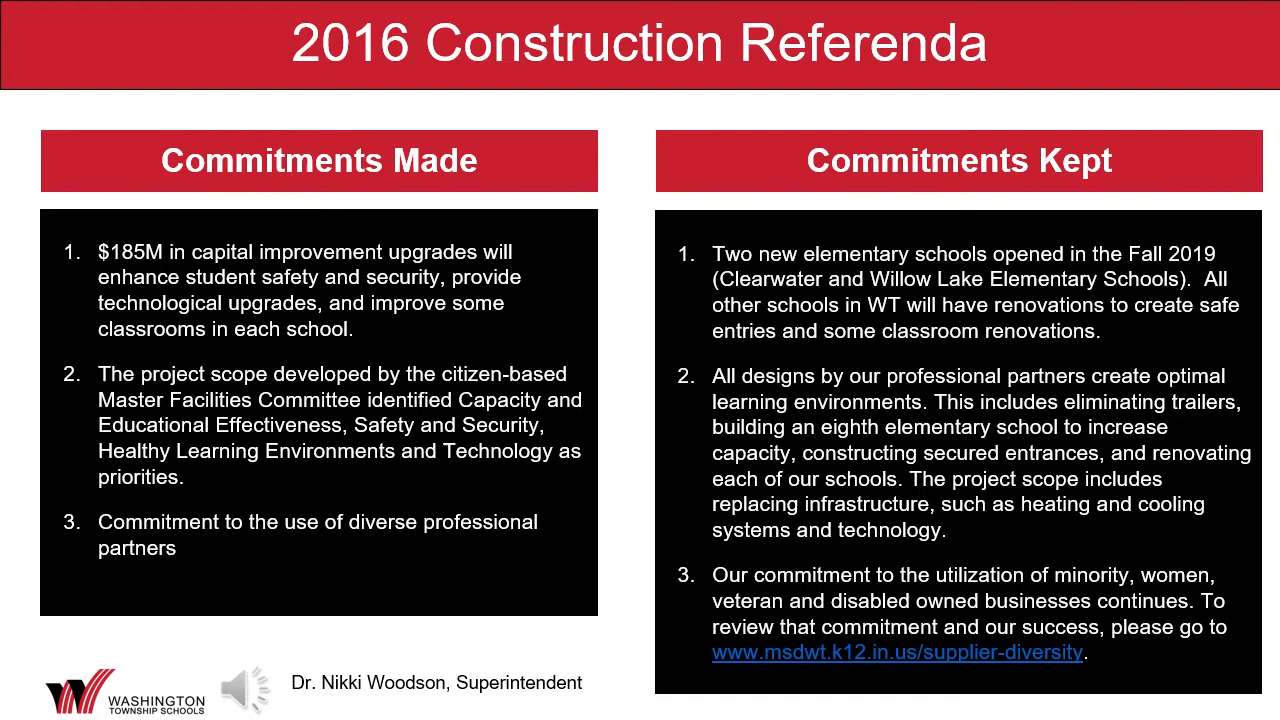 2016 Construction Referenda
Commitments Made
1. $185M in capital improvement upgrades will
enhance student safety and security, provide
technological upgrades, and improve some
classrooms in each school.
2. The project scope developed by the citizen-based
Master Facilities Committee identified Capacity and
Educational Effectiveness, Safety and Security,
Healthy Learning Environments and Technology as
priorities.
3. Commitment to the use of diverse professional
partners
Commitments Kept
1. Two new elementary schools opened in the Fall 2019
(Clearwater and Willow Lake Elementary Schools).  All
other schools in WT will have renovations to create safe
entries and some classroom renovations.
2. All designs by our professional partners create optimal
learning environments. This includes eliminating trailers,
building an eighth elementary school to increase
capacity, constructing secured entrances, and renovating
each of our schools. The project scope includes
replacing infrastructure, such as heating and cooling
systems and technology.
3. Our commitment to the utilization of minority, women,
veteran and disabled owned businesses continues. To
review that commitment and our success, please go to
www.msdwt.k12.in.us/supplier-diversity.
WASHINGTON
TOWNSHIP SCHOOLS
Dr. Nikki Woodson, Superintendent